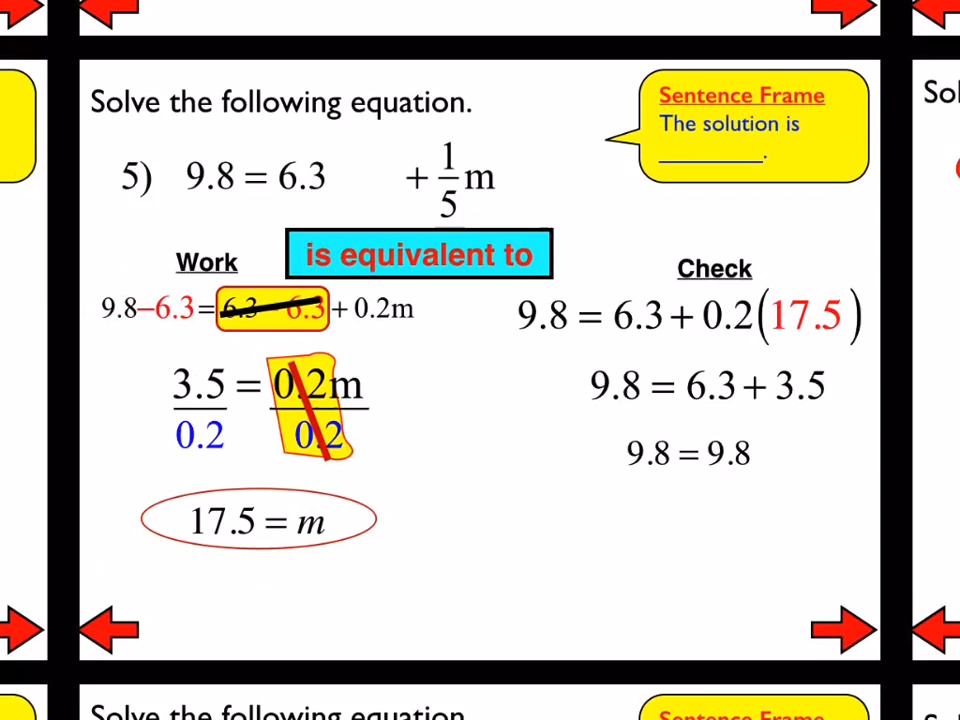 Sol
Solve the following equation.
Sentence Frame
The solution is
________.
5) 9.8 = 6.3 + 1/5 m
is equivalent to
Work
Check
9.8−6.3=6.3−6.3+0.2m
9.8 = 6.3 + 0.2(17.5)
3.5 = 0.2m
0.2 0.2
9.8 = 6.3 + 3.5
9.8 = 9.8
17.5 = m
Solve the following equation.
Sentence Frame